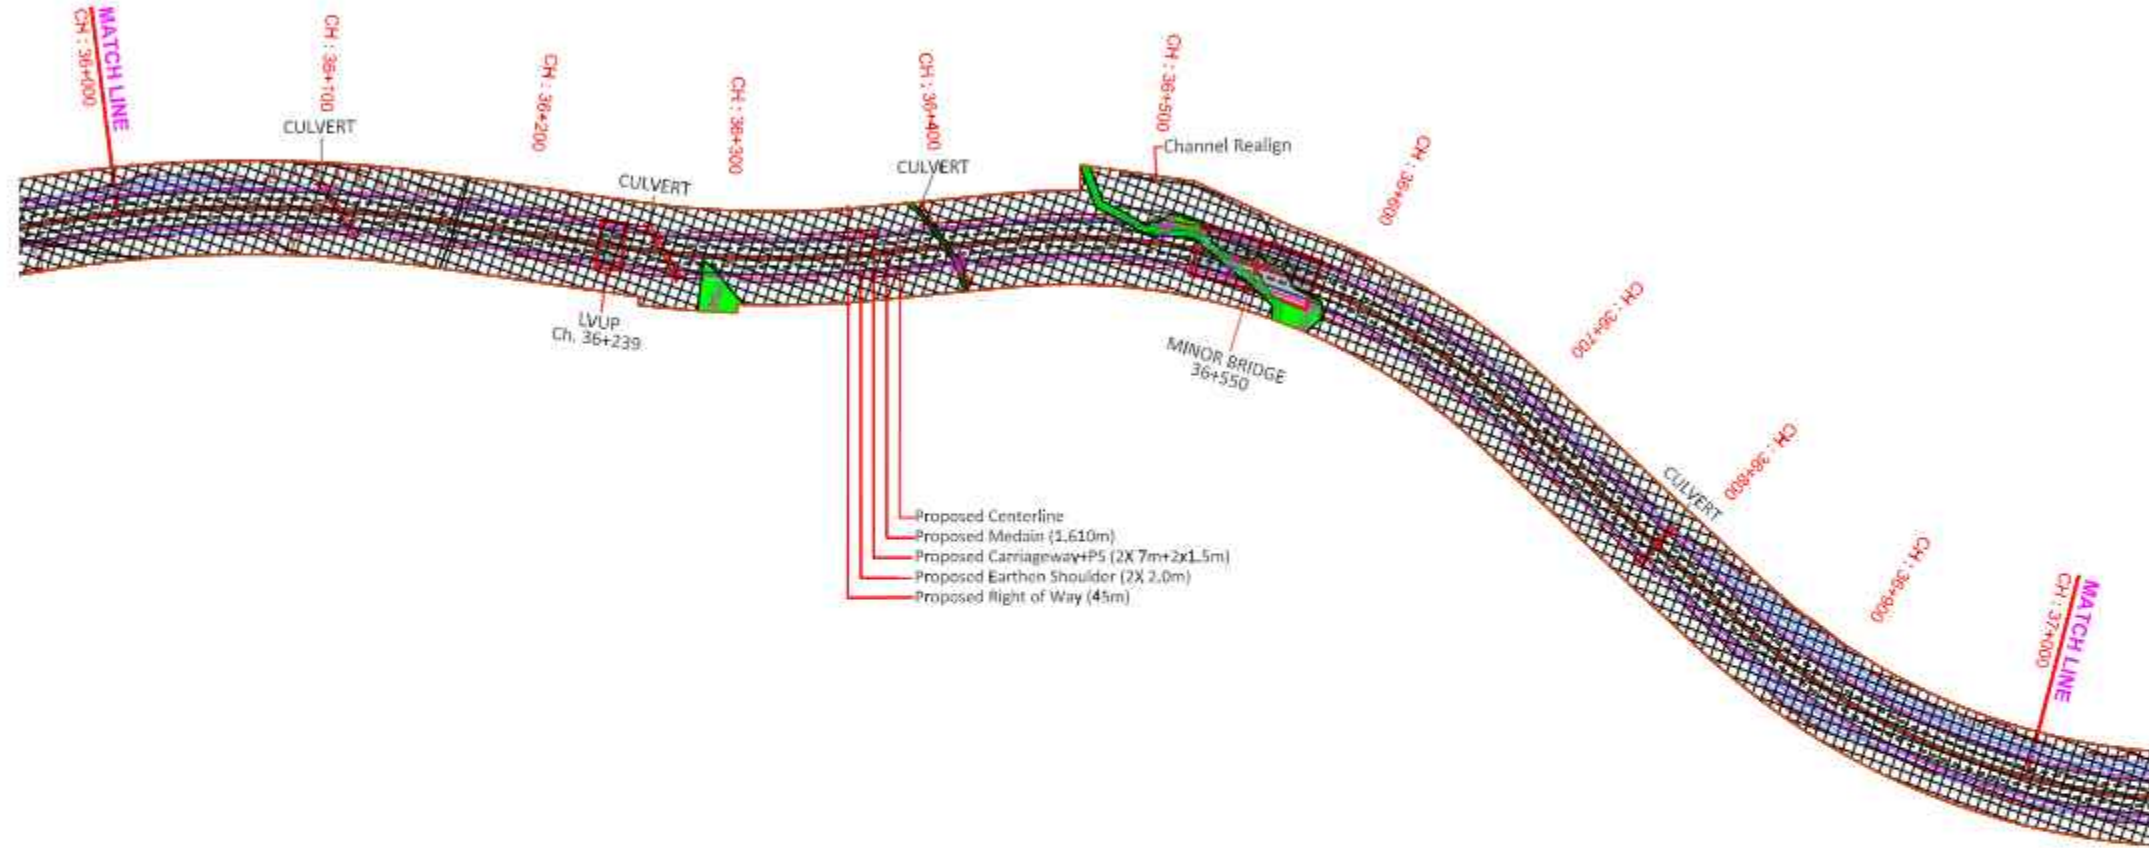 MATCH LINE
CH : 36+000
CH : 36+100
CULVERT
CH : 36+200
CULVERT
CH : 36+300
CH : 36+400
CULVERT
CH : 36+500
Channel Realign
CH : 36+600
LVUP
Ch. 36+239
MINOR BRIDGE
36+550
CH : 36+700
CH : 36+800
CULVERT
CH : 36+900
MATCH LINE
CH : 37+000
Proposed Centerline
Proposed Medain (1.610m)
Proposed Carriageway+PS (2X 7m+2x1.5m)
Proposed Earthen Shoulder (2X 2.0m)
Proposed Right of Way (45m)